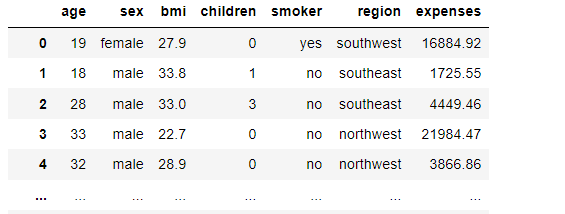 age sex bmi children smoker region expenses
0 19 female 27.9 0 yes southwest 16884.92
1 18 male 33.8 1 no southeast 1725.55
2 28 male 33.0 3 no southeast 4449.46
3 33 male 22.7 0 no northwest 21984.47
4 32 male 28.9 0 no northwest 3866.86
... ... ... ... ... ... ... ...